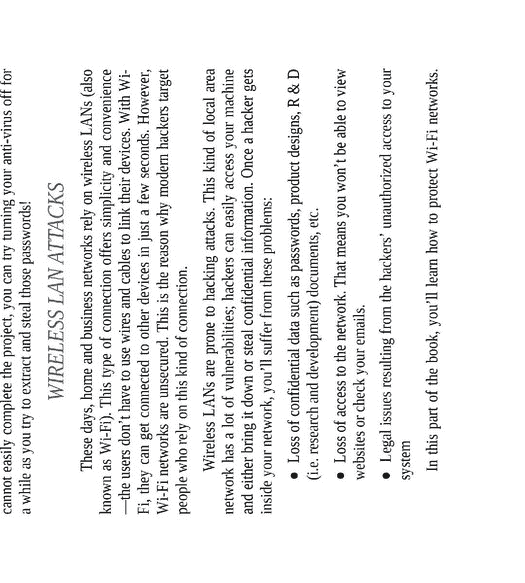 cannot easily complete the project, you can try turning your anti-virus off for
a while as you try to extract and steal those passwords!
WIRELESS LAN ATTACKS
These days, home and business networks rely on wireless LANs (also
known as Wi-Fi). This type of connection offers simplicity and convenience
—the users don't have to use wires and cables to link their devices. With Wi-
Fi, they can get connected to other devices in just a few seconds. However,
Wi-Fi networks are unsecured. This is the reason why modern hackers target
people who rely on this kind of connection.
Wireless LANs are prone to hacking attacks. This kind of local area
network has a lot of vulnerabilities; hackers can easily access your machine
and either bring it down or steal confidential information. Once a hacker gets
inside your network, you'll suffer from these problems:
● Loss of confidential data such as passwords, product designs, R & D
(i.e. research and development) documents, etc.
● Loss of access to the network. That means you won't be able to view
websites or check your emails.
● Legal issues resulting from the hackers' unauthorized access to your
system
In this part of the book, you'll learn how to protect Wi-Fi networks.